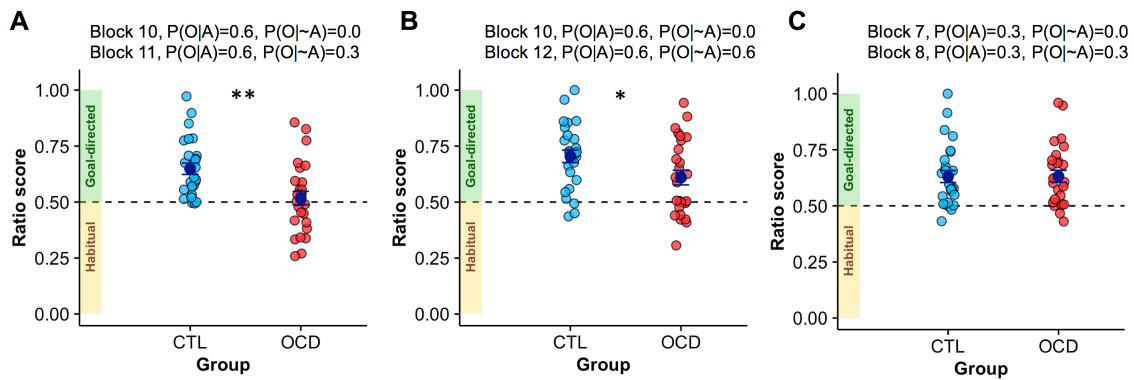 A
Block 10, P(O|A)=0.6, P(O|~A)=0.0
Block 11, P(O|A)=0.6, P(O|~A)=0.3
**
Ratio score
1.00
0.75
0.50
0.25
0.00
Goal-directed
Habitual
CTL OCD
Group
B
Block 10, P(O|A)=0.6, P(O|~A)=0.0
Block 12, P(O|A)=0.6, P(O|~A)=0.6
*
Ratio score
1.00
0.75
0.50
0.25
0.00
Goal-directed
Habitual
CTL OCD
Group
C
Block 7, P(O|A)=0.3, P(O|~A)=0.0
Block 8, P(O|A)=0.3, P(O|~A)=0.3
Ratio score
1.00
0.75
0.50
0.25
0.00
Goal-directed
Habitual
CTL OCD
Group